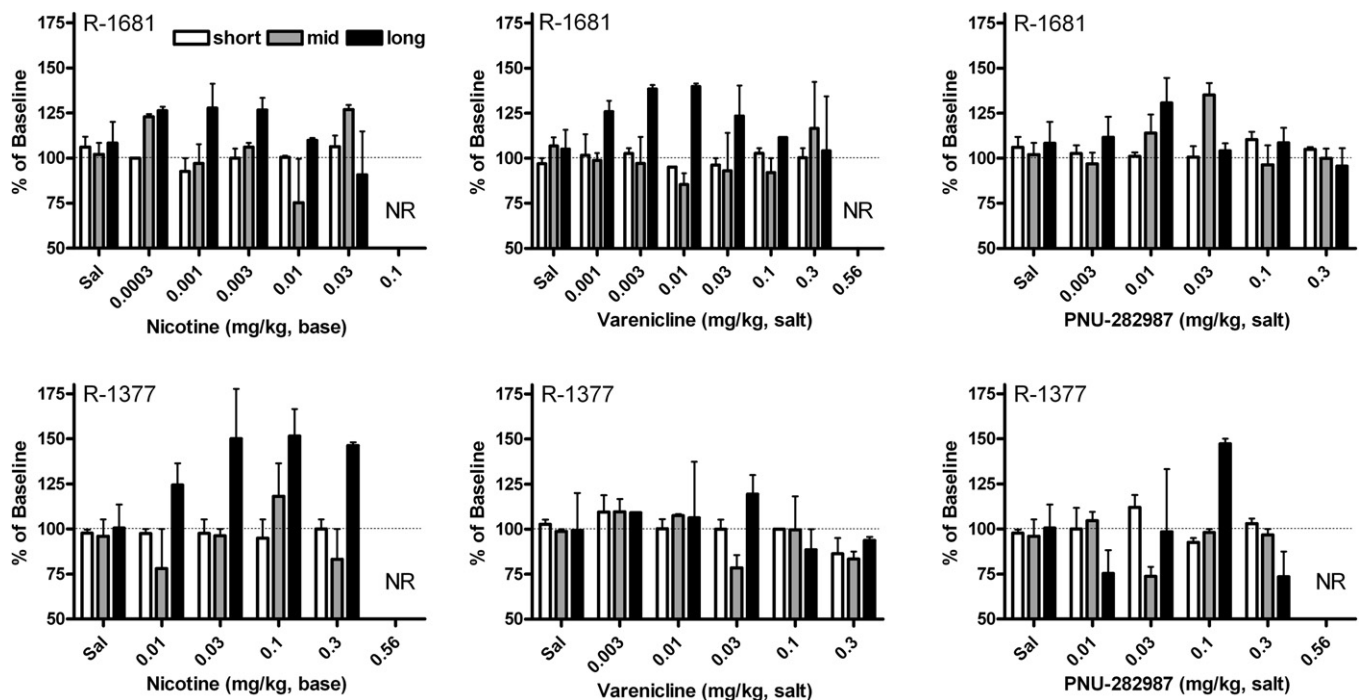 R-1681
short mid long
% of Baseline
175
150
125
100
75
50
NR
Sal 0.0003 0.001 0.003 0.01 0.03 0.1
Nicotine (mg/kg, base)
R-1681
% of Baseline
175
150
125
100
75
50
NR
Sal 0.001 0.003 0.01 0.03 0.1 0.3 0.56
Varenicline (mg/kg, salt)
R-1681
% of Baseline
175
150
125
100
75
50
Sal 0.003 0.01 0.03 0.1 0.3
PNU-282987 (mg/kg, salt)
R-1377
% of Baseline
175
150
125
100
75
50
NR
Sal 0.01 0.03 0.1 0.3 0.56
Nicotine (mg/kg, base)
R-1377
% of Baseline
175
150
125
100
75
50
Sal 0.003 0.01 0.03 0.1 0.3
Varenicline (mg/kg, salt)
R-1377
% of Baseline
175
150
125
100
75
50
NR
Sal 0.01 0.03 0.1 0.3 0.56
PNU-282987 (mg/kg, salt)